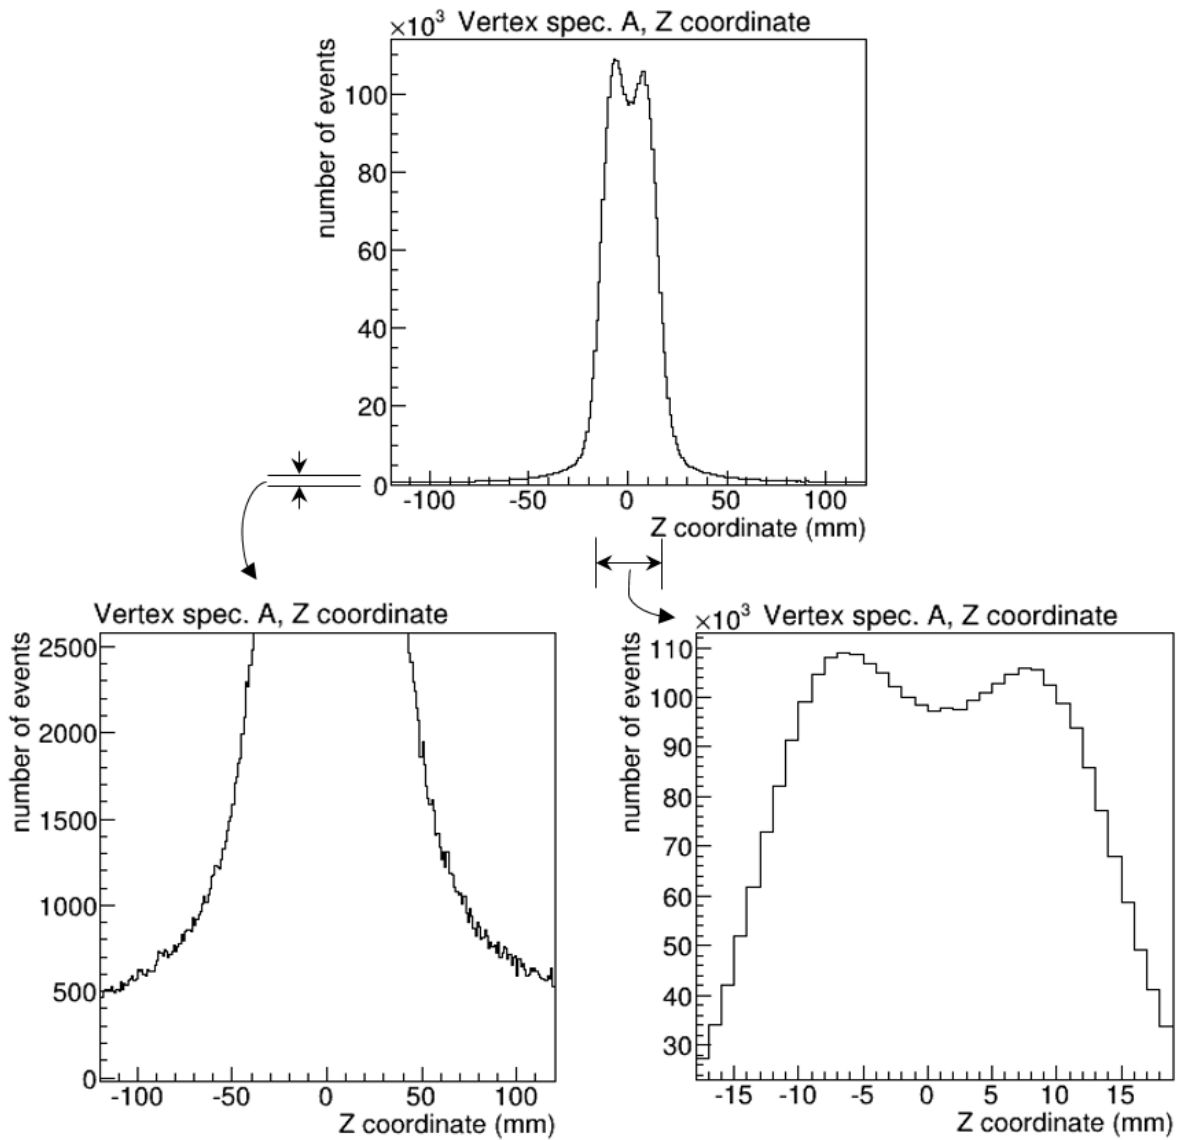 ×10³ Vertex spec. A, Z coordinate
number of events
100
80
60
40
20
0
-100 -50 0 50 100
Z coordinate (mm)
Vertex spec. A, Z coordinate
number of events
2500
2000
1500
1000
500
0
-100 -50 0 50 100
Z coordinate (mm)
×10³ Vertex spec. A, Z coordinate
number of events
110
100
90
80
70
60
50
40
30
-15 -10 -5 0 5 10 15
Z coordinate (mm)